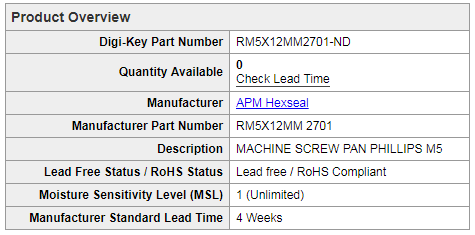 Product Overview
Digi-Key Part Number RM5X12MM2701-ND
Quantity Available 0
Check Lead Time
Manufacturer APM Hexseal
Manufacturer Part Number RM5X12MM 2701
Description MACHINE SCREW PAN PHILLIPS M5
Lead Free Status / RoHS Status Lead free / RoHS Compliant
Moisture Sensitivity Level (MSL) 1 (Unlimited)
Manufacturer Standard Lead Time 4 Weeks